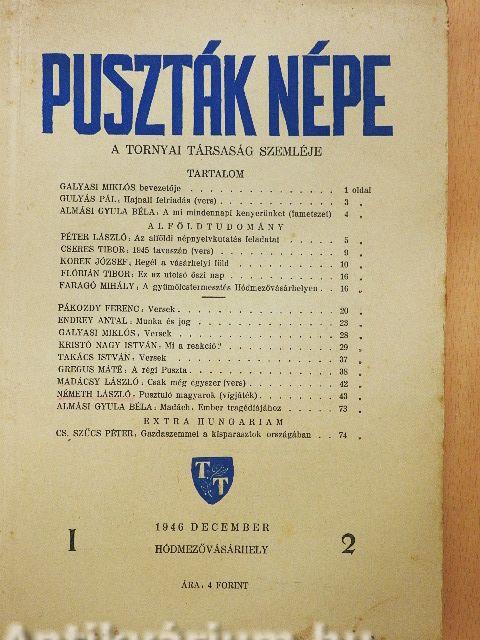 PUSZTÁK NÉPE
A TORNYAI TÁRSASÁG SZEMLÉJE
TARTALOM
GALYASI MIKLÓS bevezetője . . . . . . . . . . . . . . . . 1 oldal
GULYÁS PÁL: Hajnali félriadás (vers) . . . . . . . . . . . . 3 „
ALMÁSI GYULA BÉLA: A mi mindennapi kenyerünket (fametszet) 4 „
ALFÖLDTUDOMÁNY
PÉTER LÁSZLÓ: Az alföldi népnyelvkutatás feladatai . . . . . . 5 „
CSERES TIBOR: 1945 tavaszán (vers) . . . . . . . . . . . . 9 „
KOREK JÓZSEF: Regél a vásárhelyi föld . . . . . . . . . . . 10 „
FLÓRIÁN TIBOR: Ez az utolsó őszi nap . . . . . . . . . . . 16 „
FARAGÓ MIHÁLY: A gyümölcstermesztés Hódmezővásárhelyen . . 16 „
PÁKOZDY FERENC: Versek . . . . . . . . . . . . . . . . 20 „
ENDREY ANTAL: Munka és jog . . . . . . . . . . . . . . 23 „
GALYASI MIKLÓS: Versek . . . . . . . . . . . . . . . . 28 „
KRISTÓ NAGY ISTVÁN: Mi a reakció? . . . . . . . . . . . 29 „
TAKÁCS ISTVÁN: Versek . . . . . . . . . . . . . . . . 37 „
GREGUS MÁTÉ: A régi Puszta . . . . . . . . . . . . . . 38 „
MADÁCSY LÁSZLÓ: Csak még egyszer (vers) . . . . . . . . . 42 „
NÉMETH LÁSZLÓ: Pusztuló magyarok (vígjáték) . . . . . . . 43 „
ALMÁSI GYULA BÉLA: Madách, Ember tragédiájához . . . . . . 73 „
EXTRA HUNGARIAM
CS. SZŰCS PÉTER: Gazdaszemmel a kisparasztok országában . . 74 „
T T
1946 DECEMBER
I HÓDMEZŐVÁSÁRHELY 2
ÁRA: 4 FORINT
Antikvárium.hu